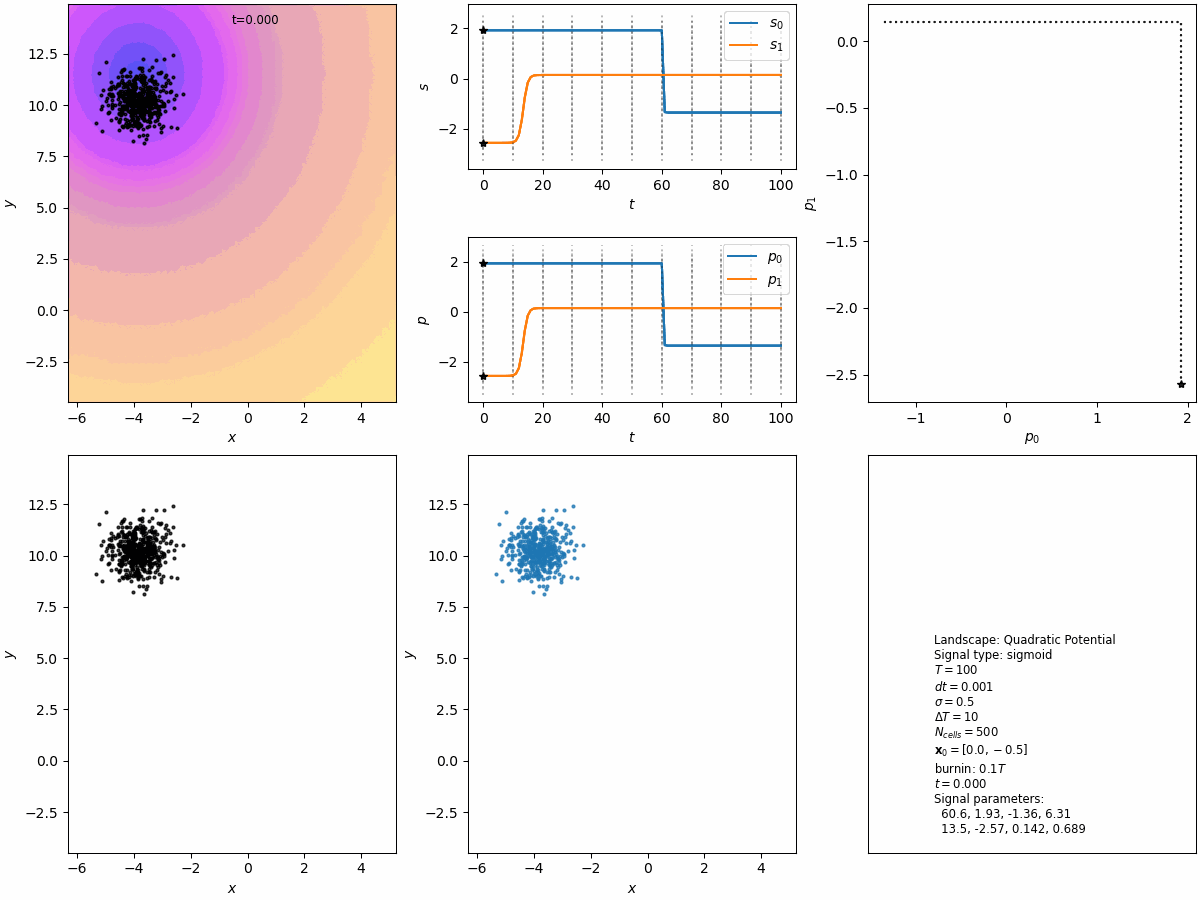 t=0.000
12.5
10.0
7.5
5.0
2.5
0.0
−2.5
y
−6 −4 −2 0 2 4
x
2
0
−2
s
s₀
s₁
0 20 40 60 80 100
t
2
0
−2
p
p₀
p₁
0 20 40 60 80 100
t
0.0
−0.5
−1.0
−1.5
−2.0
−2.5
p₁
−1 0 1 2
p₀
12.5
10.0
7.5
5.0
2.5
0.0
−2.5
y
−6 −4 −2 0 2 4
x
12.5
10.0
7.5
5.0
2.5
0.0
−2.5
y
−6 −4 −2 0 2 4
x
Landscape: Quadratic Potential
Signal type: sigmoid
T = 100
dt = 0.001
σ = 0.5
ΔT = 10
N_cells = 500
x₀ = [0.0, −0.5]
burnin: 0.1T
t = 0.000
Signal parameters:
60.6, 1.93, -1.36, 6.31
13.5, -2.57, 0.142, 0.689